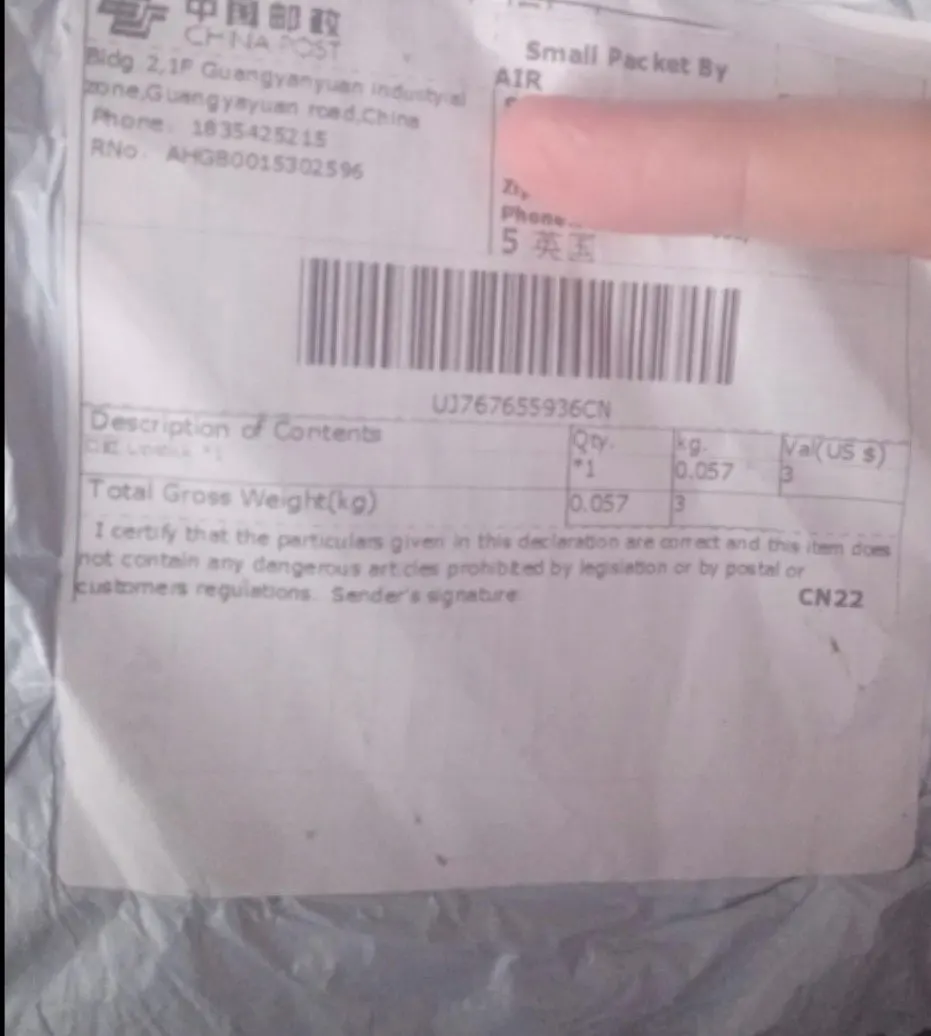 中国邮政
CHINA POST
Bldg 2,1F Guangyanyuan industrial
zone,Guangyayuan road,China
Phone: 1835425215
RNo. AHGB0015302596
Small Packet By
AIR
Phone
5 英国
UJ767655936CN
Description of Contents Qty. kg. Val(US $)
*1 *1 0.057 3
Total Gross Weight(kg) 0.057 3
I certify that the particulars given in this declaration are correct and this item does
not contain any dangerous articles prohibited by legislation or by postal or
customers regulations. Sender's signature: CN22